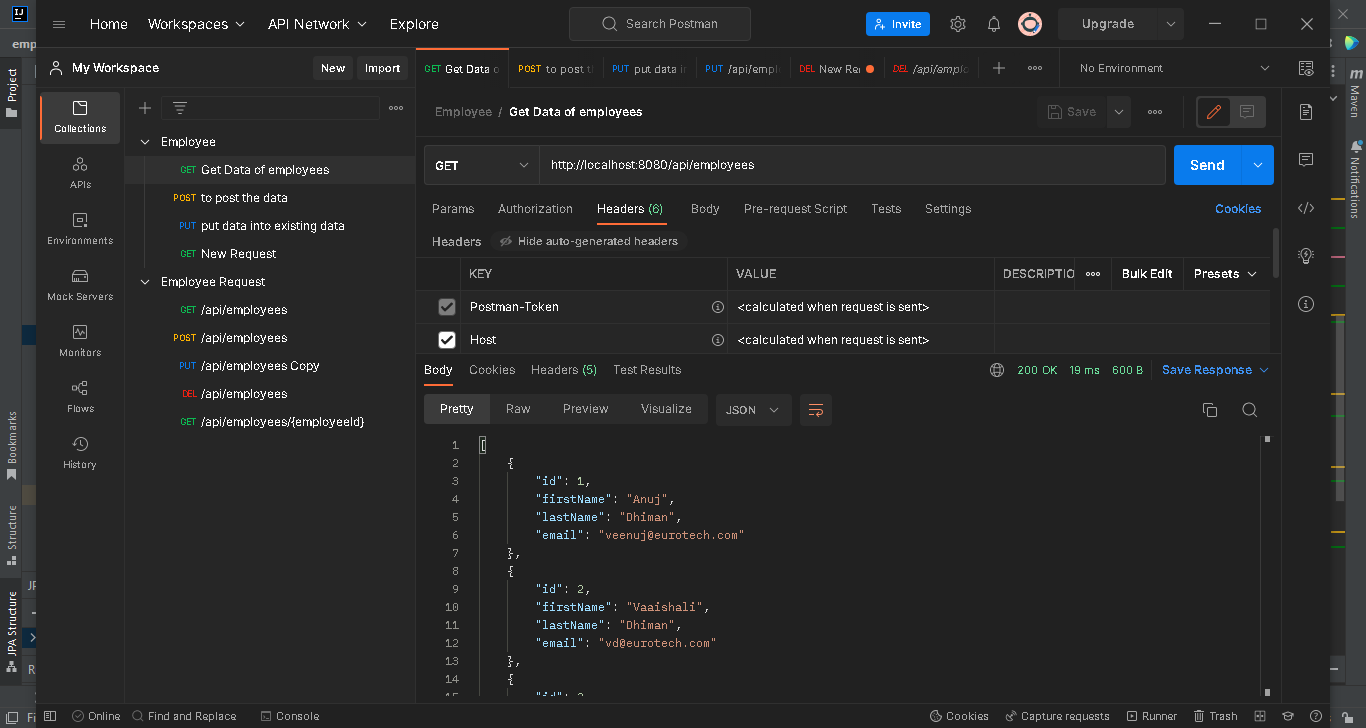 IJ
Home Workspaces API Network Explore Search Postman Invite Upgrade
emp
My Workspace New Import GET Get Data o POST to post t PUT put data i PUT /api/empl DEL New Re DEL /api/emplo No Environment
Project
Maven
Notifications
Bookmarks
Structure
JPA Structure
Collections
APIs
Environments
Mock Servers
Monitors
Flows
History
Employee
GET Get Data of employees
POST to post the data
PUT put data into existing data
GET New Request
Employee Request
GET /api/employees
POST /api/employees
PUT /api/employees Copy
DEL /api/employees
GET /api/employees/{employeeId}
Employee / Get Data of employees Save
GET http://localhost:8080/api/employees Send
Params Authorization Headers (6) Body Pre-request Script Tests Settings Cookies
Headers Hide auto-generated headers
KEY VALUE DESCRIPTIO Bulk Edit Presets
Postman-Token <calculated when request is sent>
Host <calculated when request is sent>
Body Cookies Headers (5) Test Results 200 OK 19 ms 600 B Save Response
Pretty Raw Preview Visualize JSON
1 [
2 {
3 "id": 1,
4 "firstName": "Anuj",
5 "lastName": "Dhiman",
6 "email": "veenuj@eurotech.com"
7 },
8 {
9 "id": 2,
10 "firstName": "Vaaishali",
11 "lastName": "Dhiman",
12 "email": "vd@eurotech.com"
13 },
14 {
15 "id": 3
Online Find and Replace Console Cookies Capture requests Runner Trash